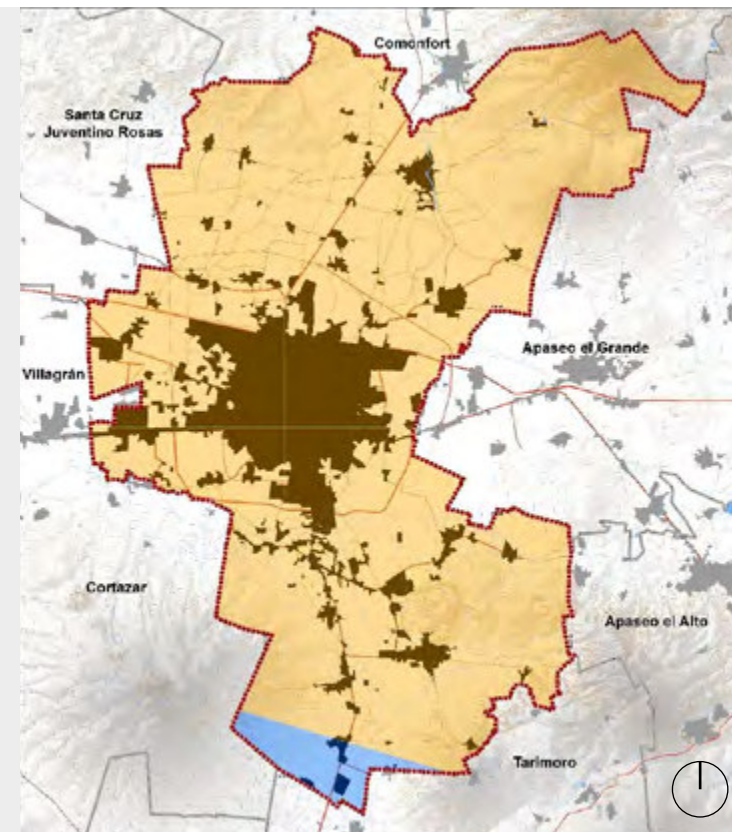 Comonfort
Santa Cruz
Juventino Rosas
Apaseo el Grande
Villagrán
Cortazar
Apaseo el Alto
Tarimoro